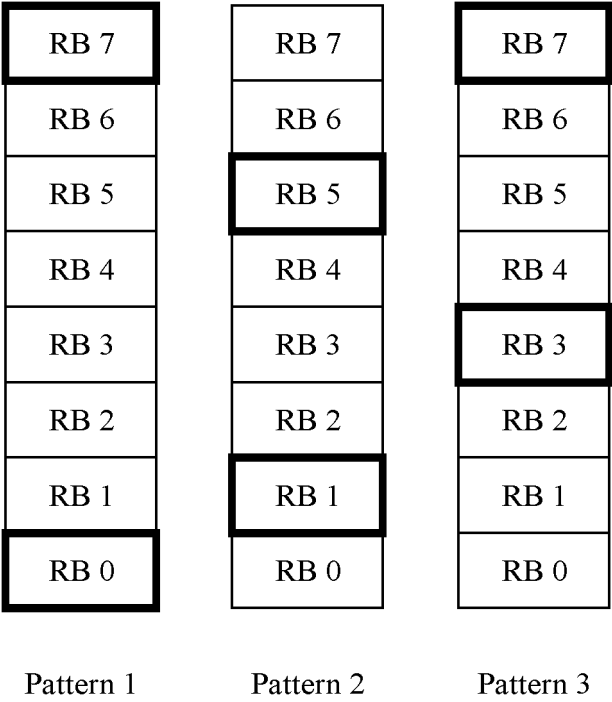 RB 7 RB 7 RB 7
RB 6 RB 6 RB 6
RB 5 RB 5 RB 5
RB 4 RB 4 RB 4
RB 3 RB 3 RB 3
RB 2 RB 2 RB 2
RB 1 RB 1 RB 1
RB 0 RB 0 RB 0
Pattern 1 Pattern 2 Pattern 3